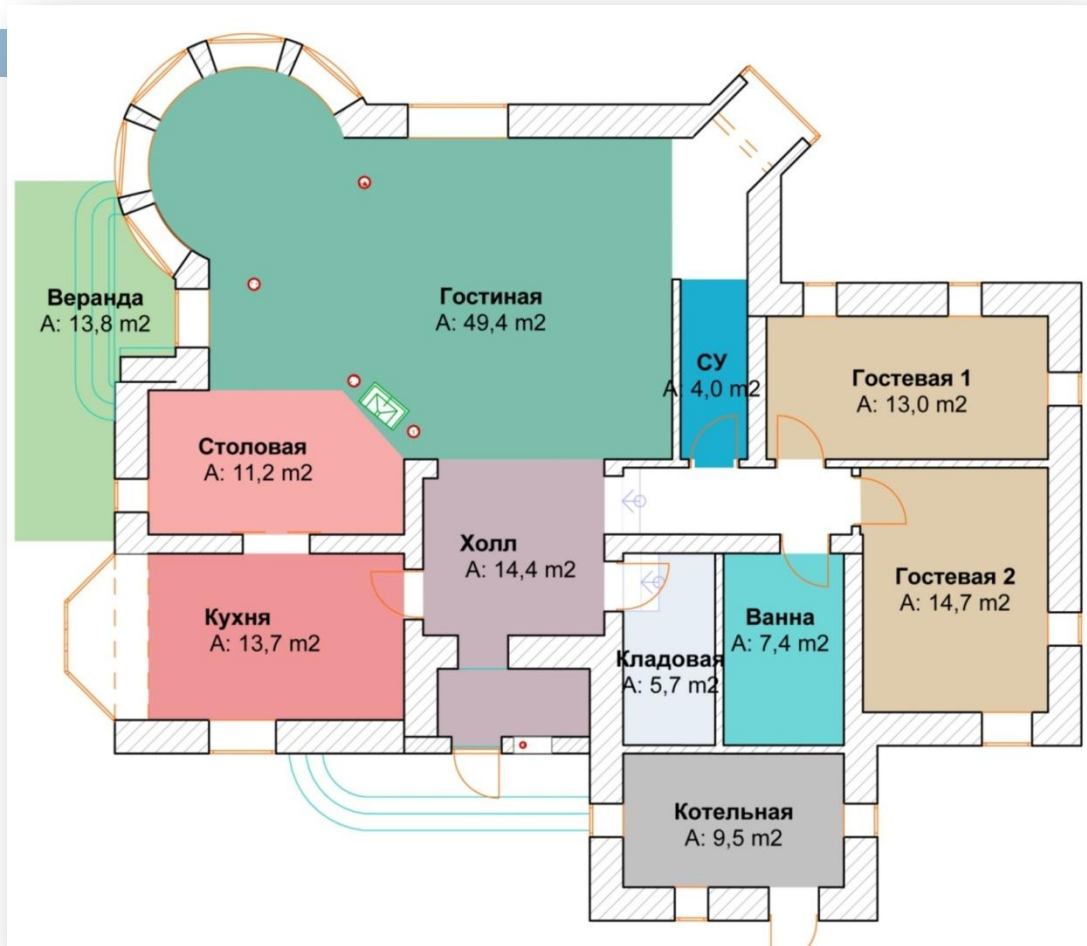 Веранда
А: 13,8 m2
Гостиная
А: 49,4 m2
СУ
А: 4,0 m2
Гостевая 1
А: 13,0 m2
Столовая
А: 11,2 m2
Холл
А: 14,4 m2
Гостевая 2
А: 14,7 m2
Кухня
А: 13,7 m2
Кладовая
А: 5,7 m2
Ванна
А: 7,4 m2
Котельная
А: 9,5 m2